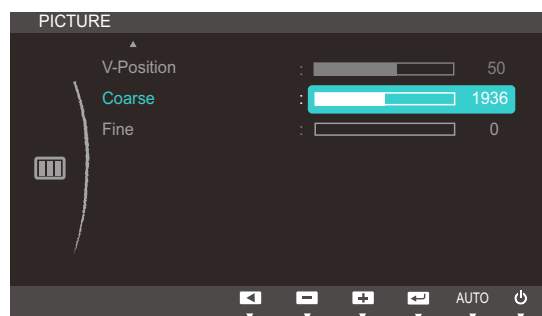 PICTURE
V-Position : 50
Coarse : 1936
Fine : 0
AUTO